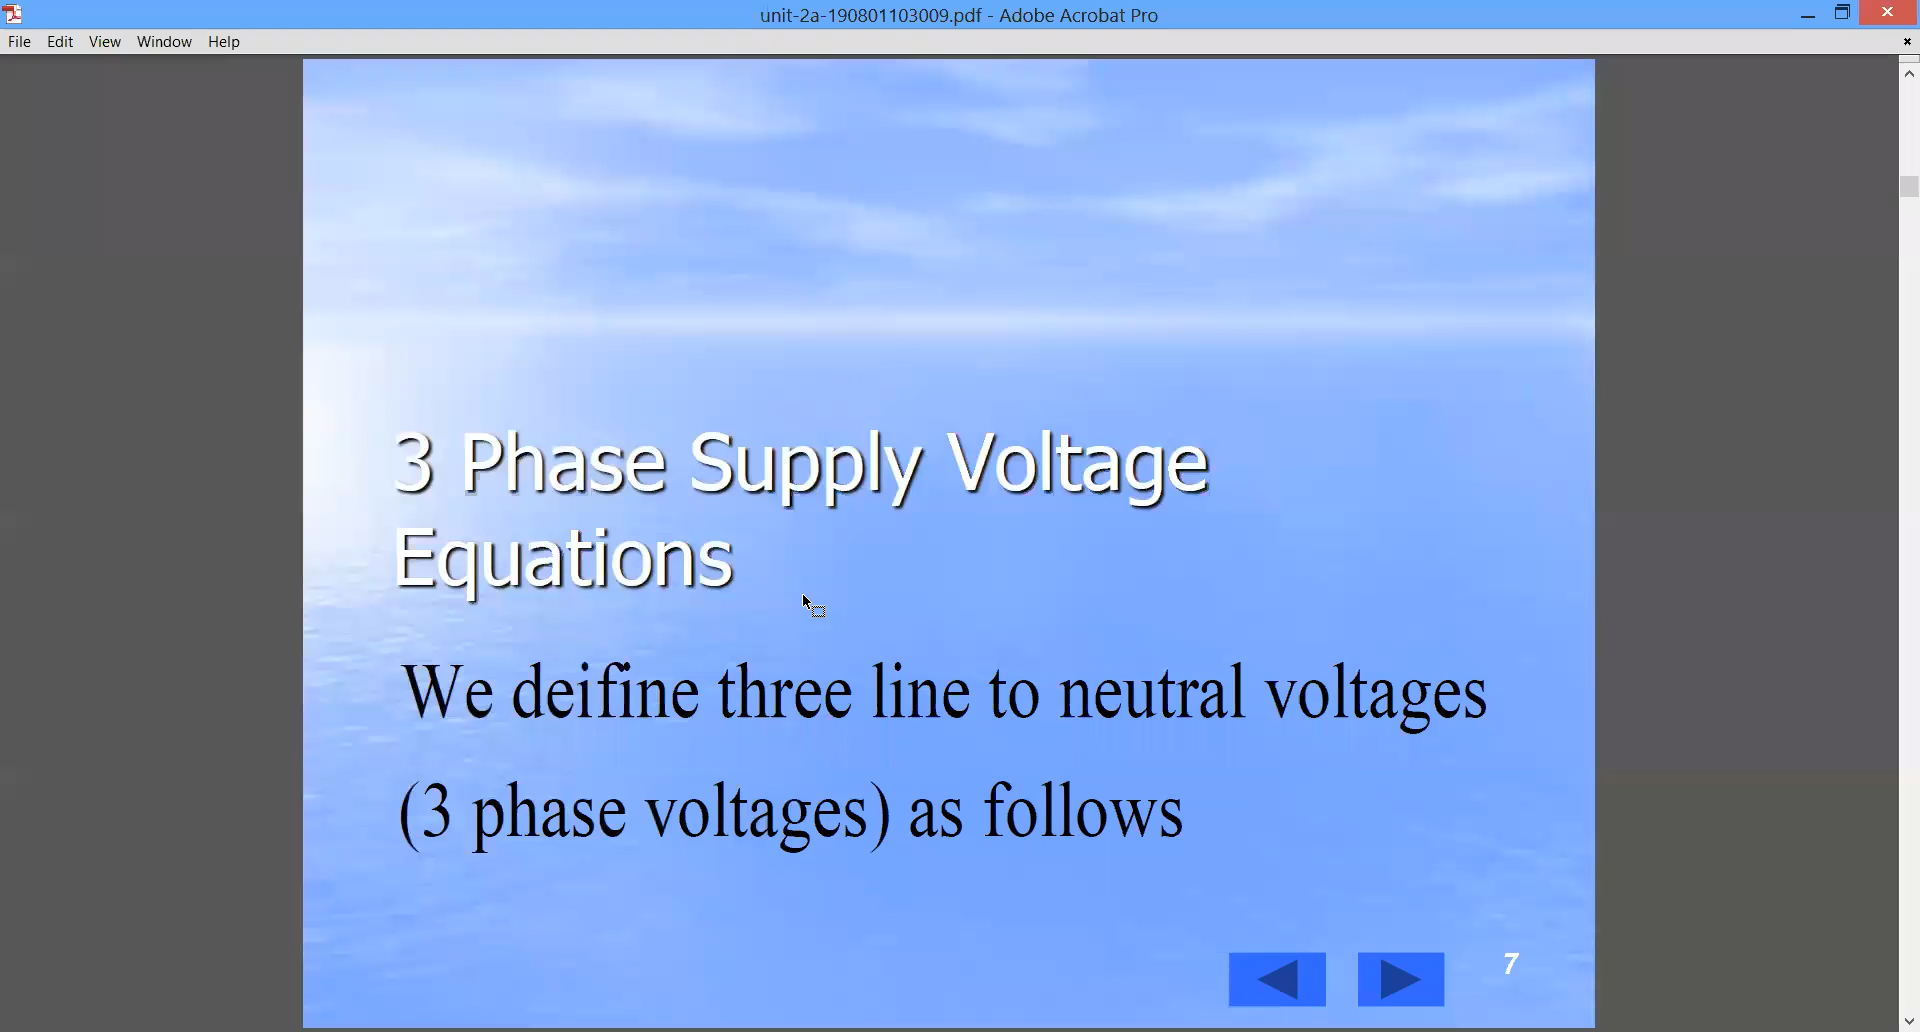 unit-2a-190801103009.pdf - Adobe Acrobat Pro
File Edit View Window Help
3 Phase Supply Voltage
Equations
We deifine three line to neutral voltages
(3 phase voltages) as follows
7